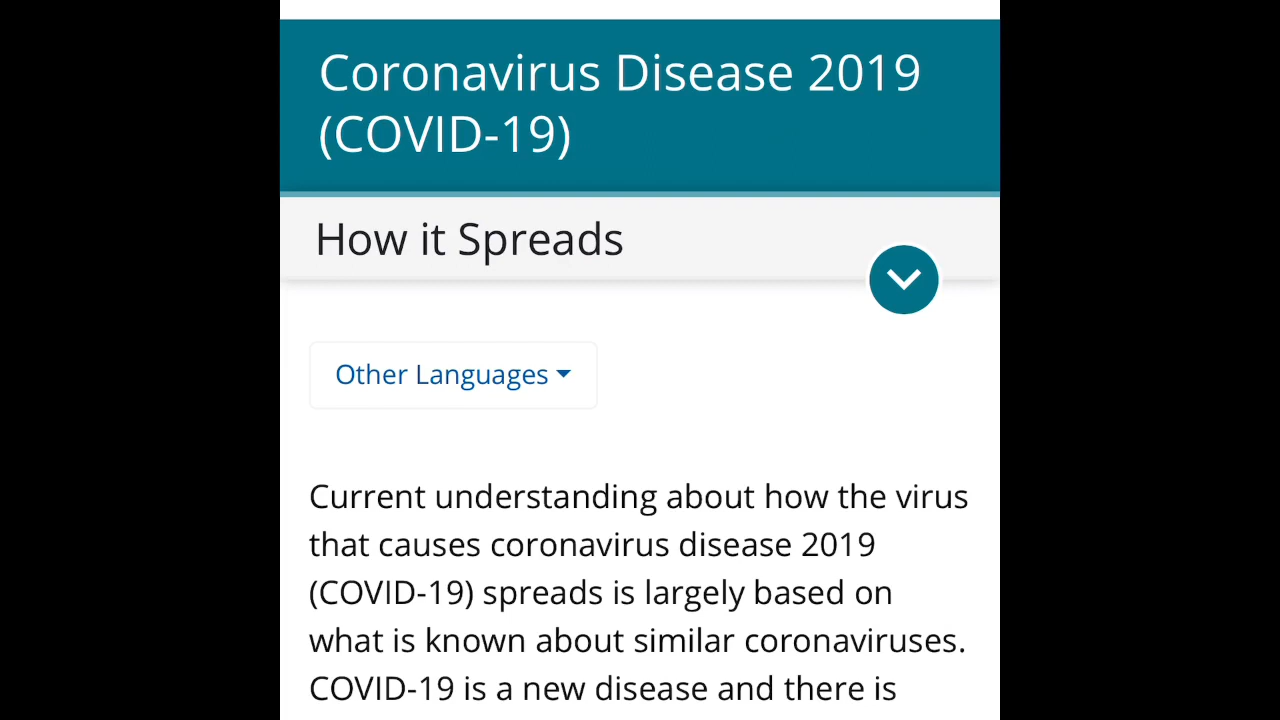 Coronavirus Disease 2019
(COVID-19)
How it Spreads
Other Languages
Current understanding about how the virus
that causes coronavirus disease 2019
(COVID-19) spreads is largely based on
what is known about similar coronaviruses.
COVID-19 is a new disease and there is